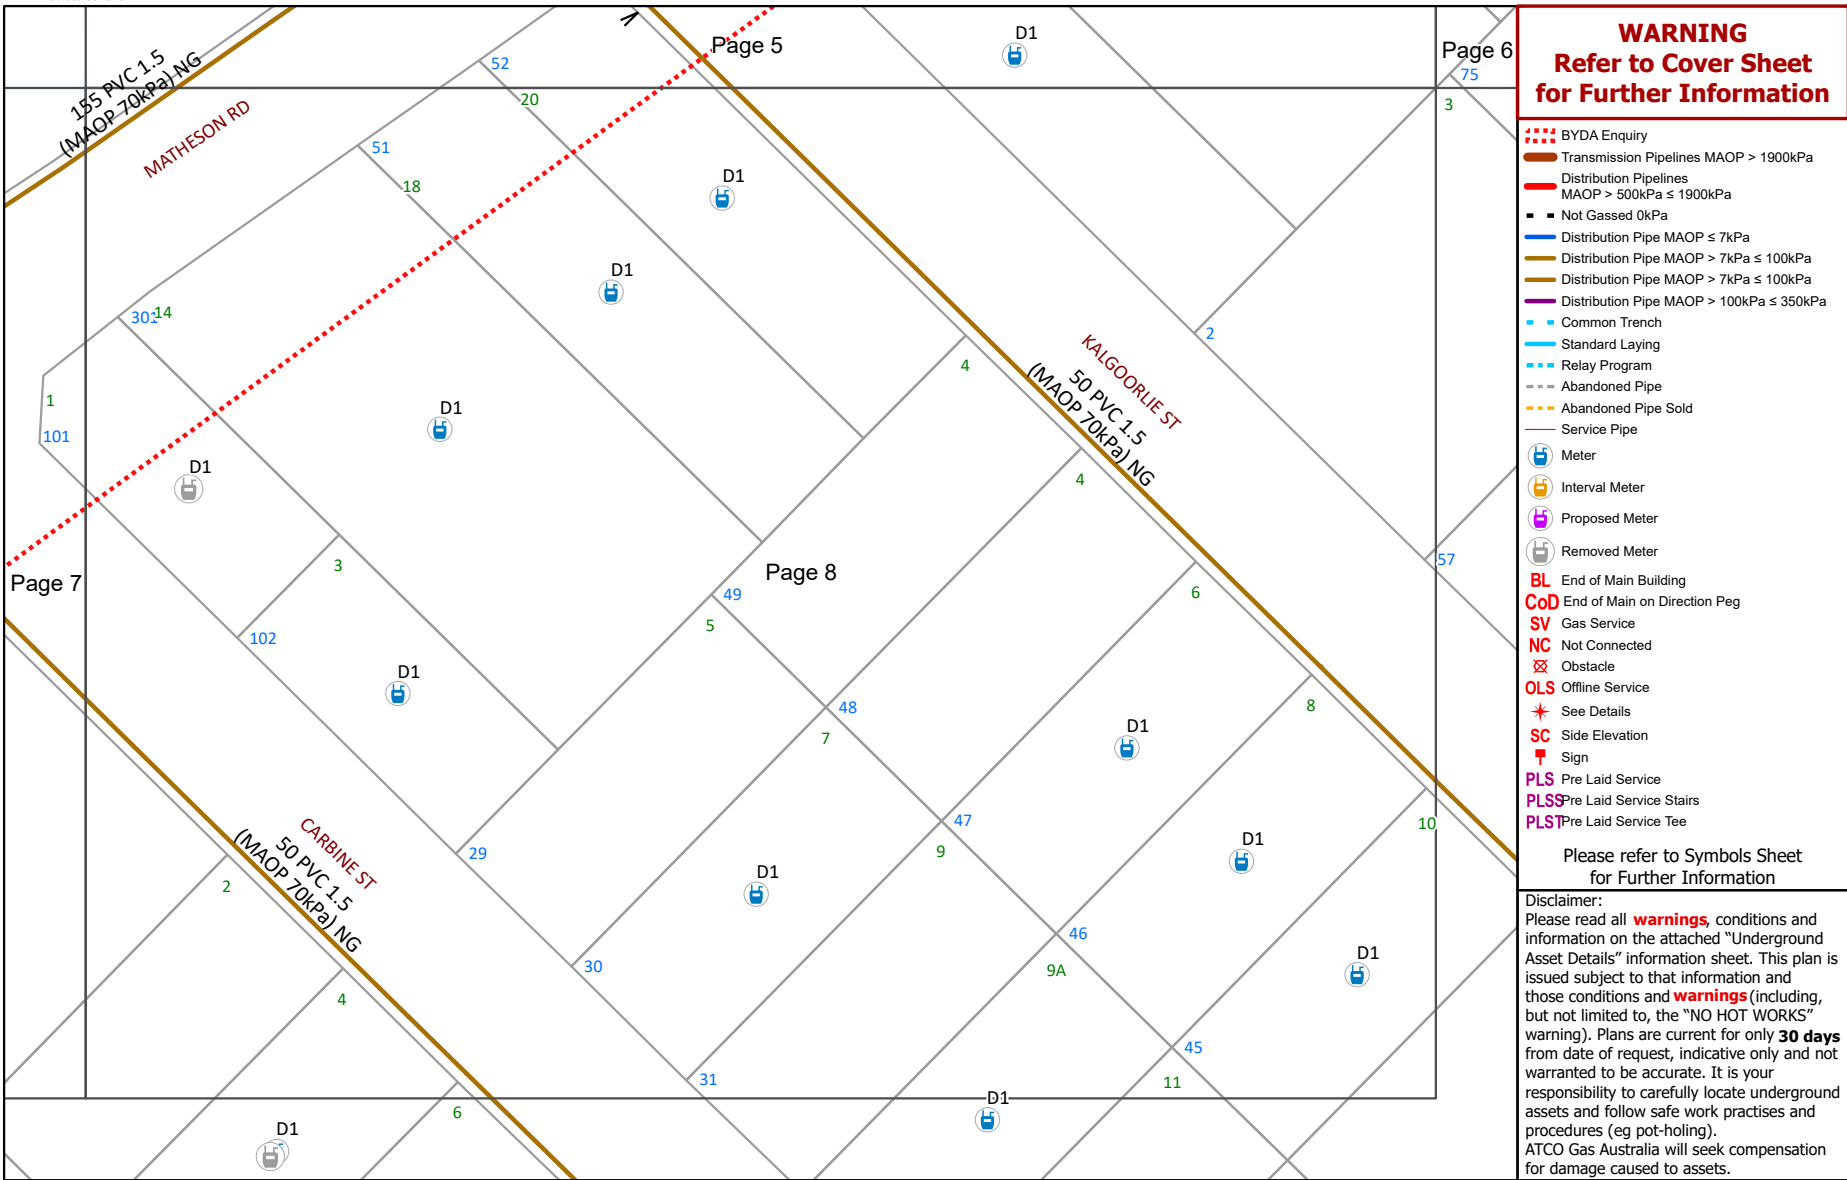 155 PVC 1.5
(MAOP 70kPa) NG
MATHESON RD
52
20
Page 5
D1
Page 6
75
3
51
18
D1
D1
301
14
1
101
D1
D1
4
2
KALGOORLIE ST
50 PVC 1.5
(MAOP 70kPa) NG
4
57
Page 7
3
Page 8
49
5
6
102
D1
48
7
8
D1
47
9
10
CARBINE ST
50 PVC 1.5
(MAOP 70kPa) NG
29
2
D1
D1
46
9A
30
4
D1
45
11
31
6
D1
D1
WARNING
Refer to Cover Sheet
for Further Information
BYDA Enquiry
Transmission Pipelines MAOP > 1900kPa
Distribution Pipelines
MAOP > 500kPa ≤ 1900kPa
Not Gassed 0kPa
Distribution Pipe MAOP ≤ 7kPa
Distribution Pipe MAOP > 7kPa ≤ 100kPa
Distribution Pipe MAOP > 7kPa ≤ 100kPa
Distribution Pipe MAOP > 100kPa ≤ 350kPa
Common Trench
Standard Laying
Relay Program
Abandoned Pipe
Abandoned Pipe Sold
Service Pipe
Meter
Interval Meter
Proposed Meter
Removed Meter
BL End of Main Building
CoD End of Main on Direction Peg
SV Gas Service
NC Not Connected
Obstacle
OLS Offline Service
See Details
SC Side Elevation
Sign
PLS Pre Laid Service
PLSS Pre Laid Service Stairs
PLST Pre Laid Service Tee
Please refer to Symbols Sheet
for Further Information
Disclaimer:
Please read all warnings, conditions and
information on the attached “Underground
Asset Details” information sheet. This plan is
issued subject to that information and
those conditions and warnings (including,
but not limited to, the “NO HOT WORKS”
warning). Plans are current for only 30 days
from date of request, indicative only and not
warranted to be accurate. It is your
responsibility to carefully locate underground
assets and follow safe work practises and
procedures (eg pot-holing).
ATCO Gas Australia will seek compensation
for damage caused to assets.